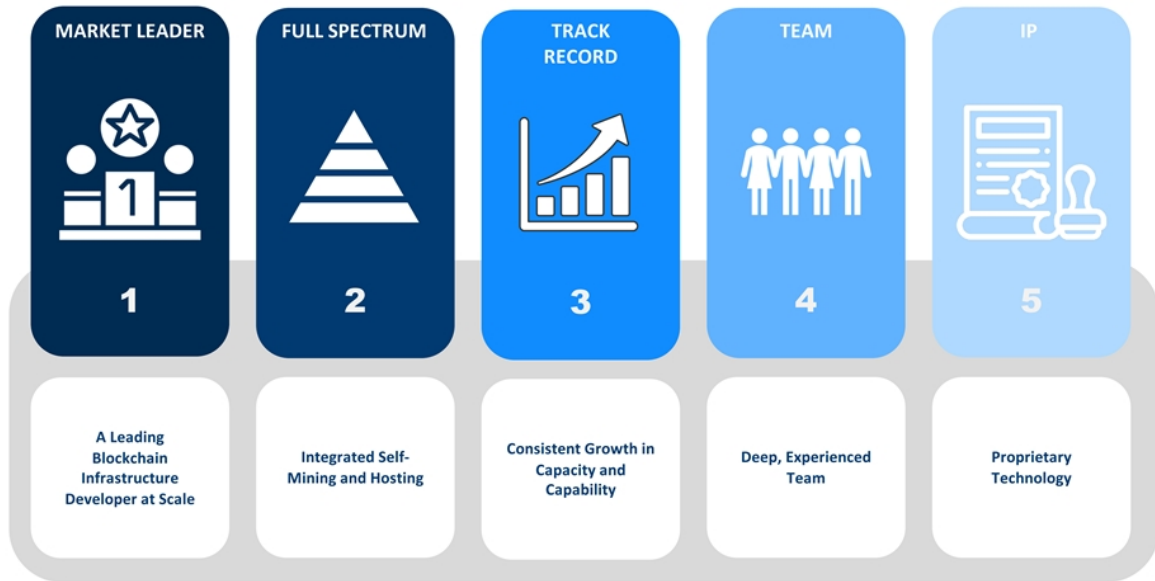 MARKET LEADER
1
1
A Leading
Blockchain
Infrastructure
Developer at Scale
FULL SPECTRUM
2
Integrated Self-
Mining and Hosting
TRACK
RECORD
3
Consistent Growth in
Capacity and
Capability
TEAM
4
Deep, Experienced
Team
IP
5
Proprietary
Technology